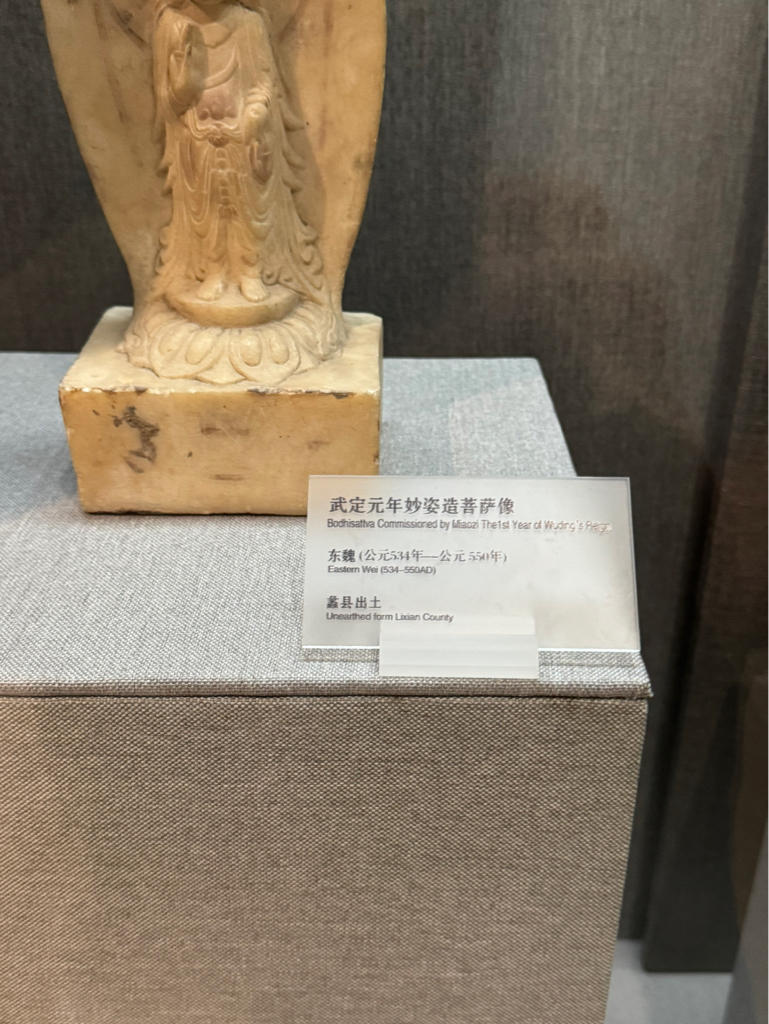 武定元年妙姿造菩萨像
Bodhisattva Commissioned by Miaozi The1st Year of Wuding's Reign
东魏 (公元534年—公元 550年)
Eastern Wei (534–550AD)
蠡县出土
Unearthed form Lixian County